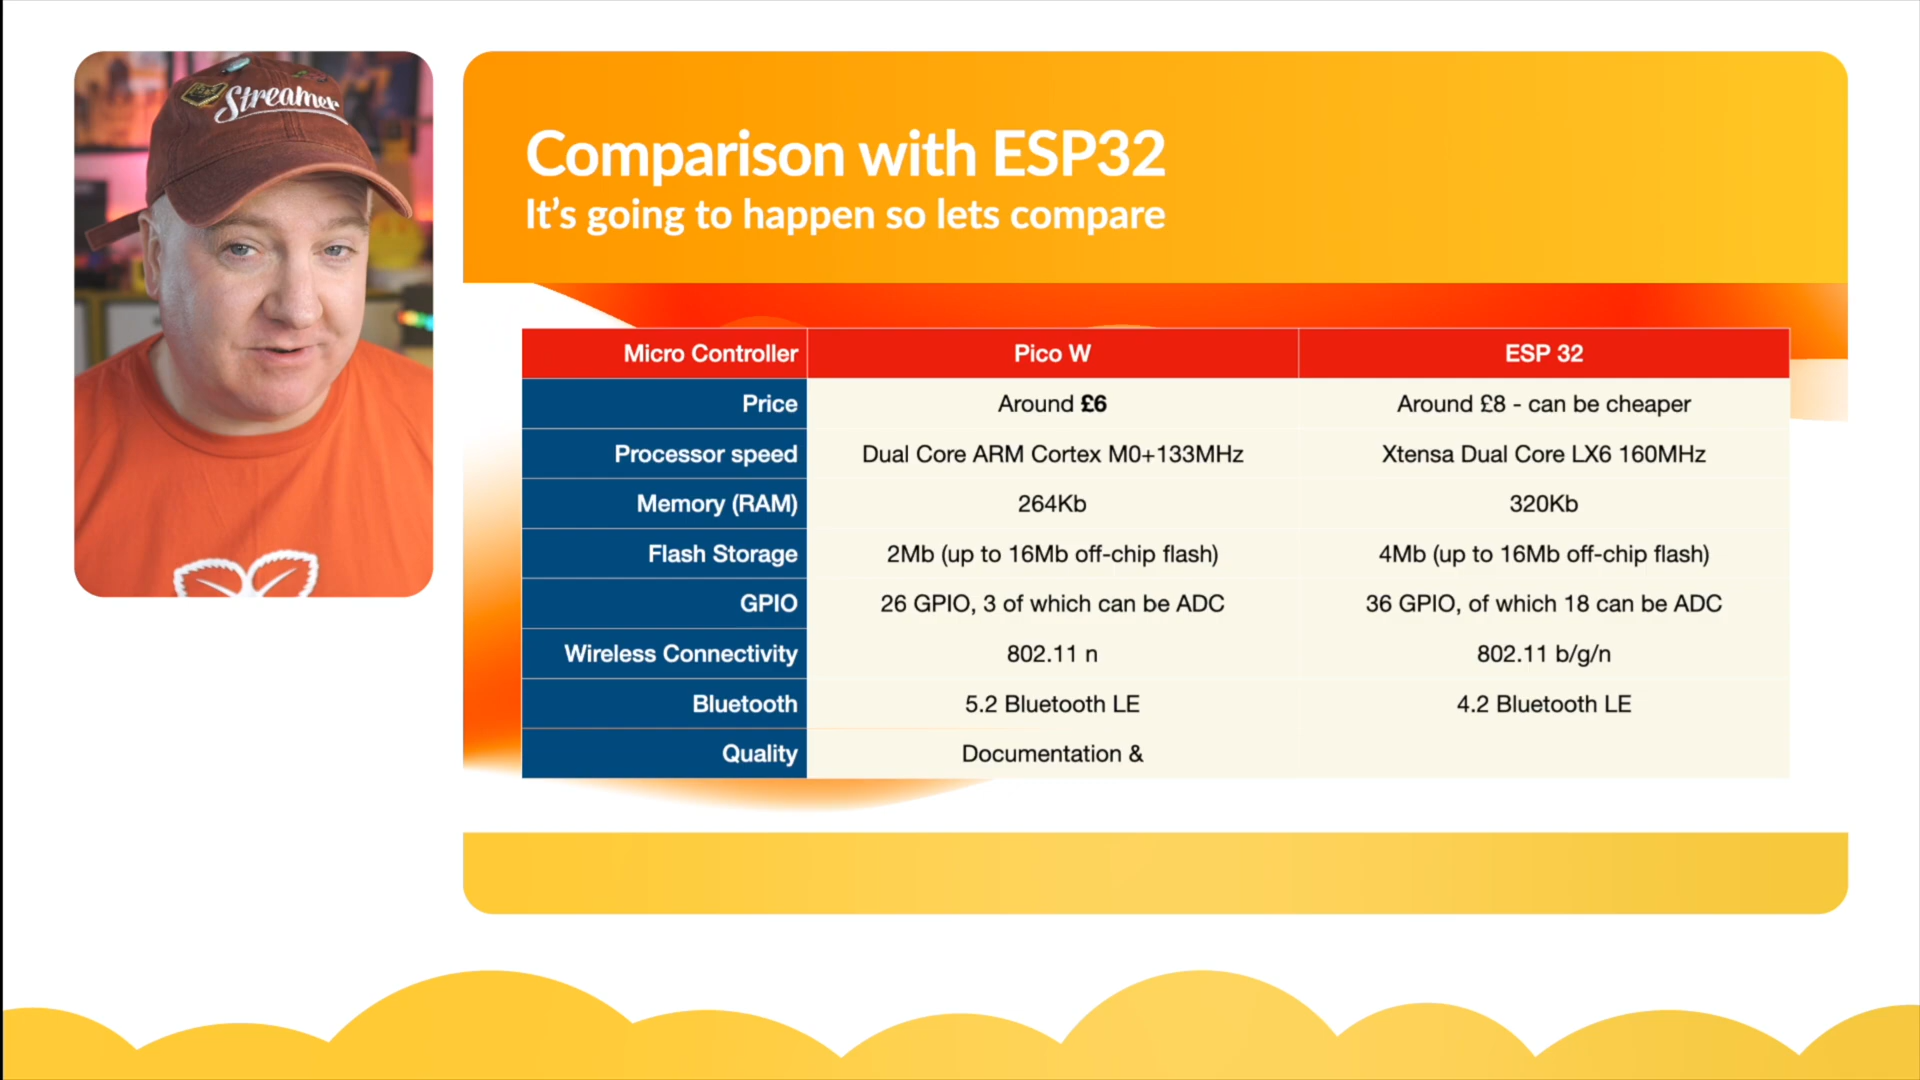 Streamer
Comparison with ESP32
It's going to happen so lets compare
Micro Controller Pico W ESP 32
Price Around £6 Around £8 - can be cheaper
Processor speed Dual Core ARM Cortex M0+133MHz Xtensa Dual Core LX6 160MHz
Memory (RAM) 264Kb 320Kb
Flash Storage 2Mb (up to 16Mb off-chip flash) 4Mb (up to 16Mb off-chip flash)
GPIO 26 GPIO, 3 of which can be ADC 36 GPIO, of which 18 can be ADC
Wireless Connectivity 802.11 n 802.11 b/g/n
Bluetooth 5.2 Bluetooth LE 4.2 Bluetooth LE
Quality Documentation &